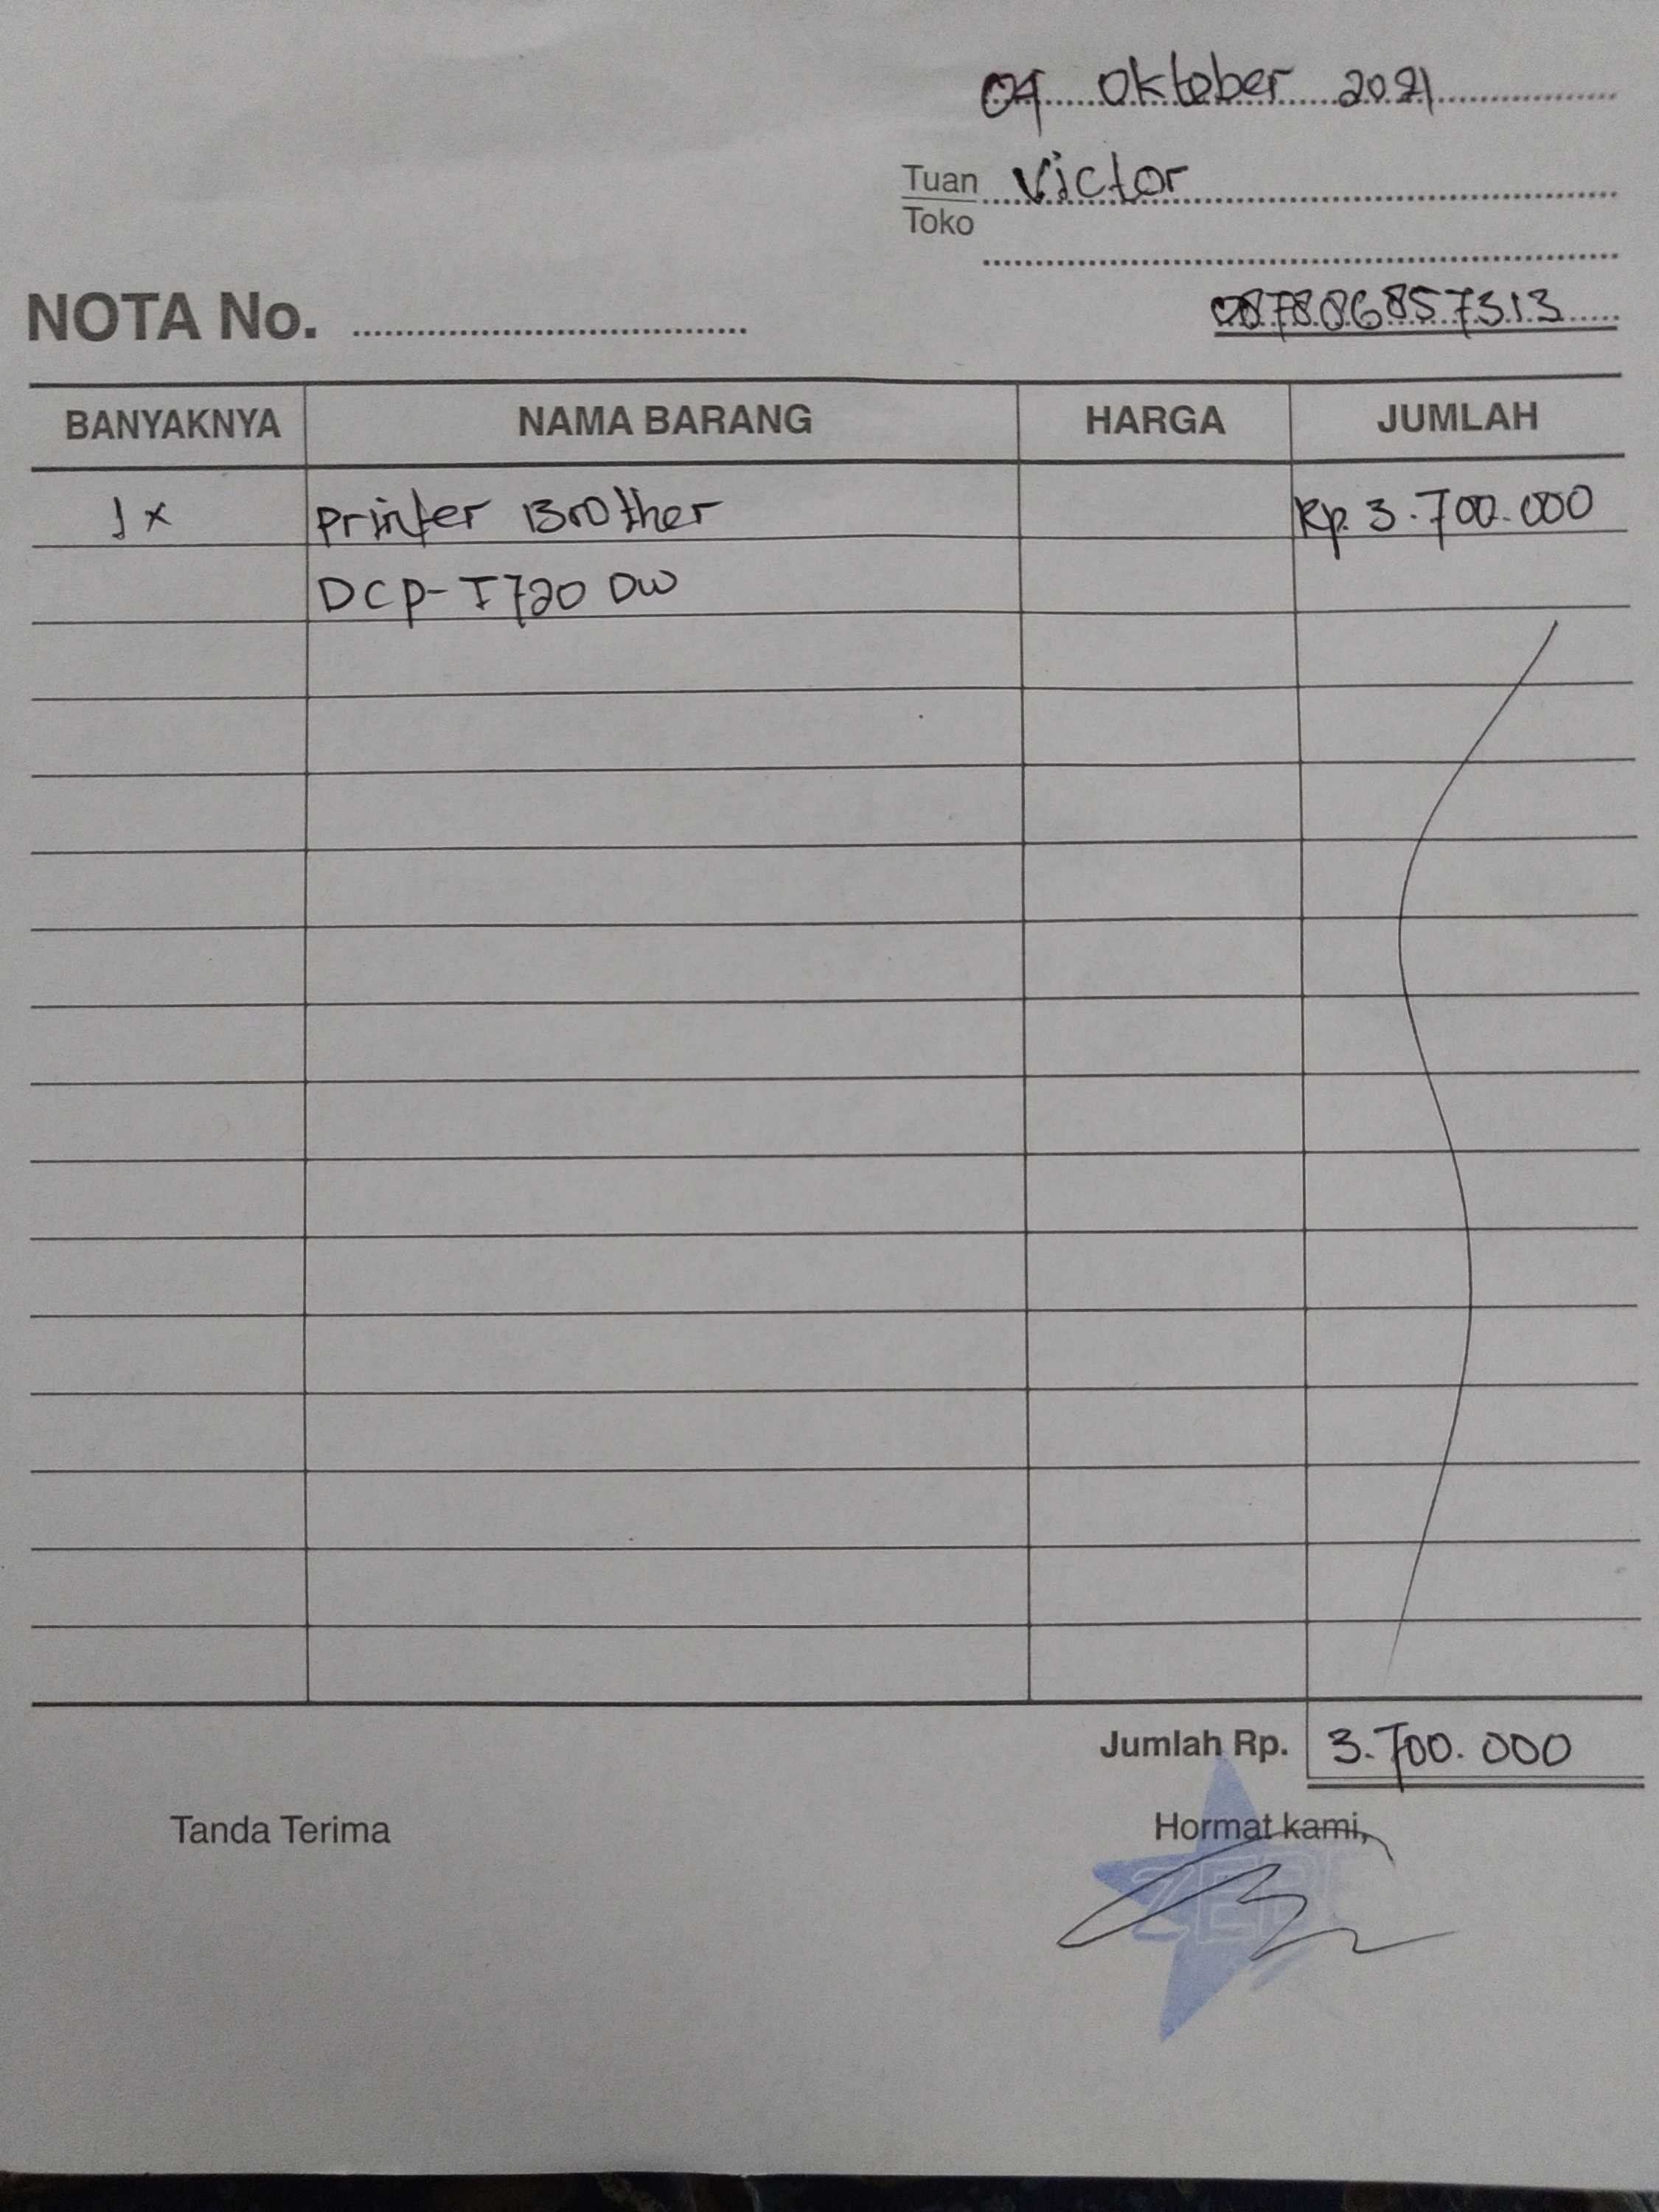 04 Oktober 2021
Tuan Victor
Toko
NOTA No.
087806857313
BANYAKNYA NAMA BARANG HARGA JUMLAH
1x Printer Brother Rp. 3.700.000
DCP-T720 DW
Jumlah Rp. 3.700.000
Tanda Terima Hormat kami,